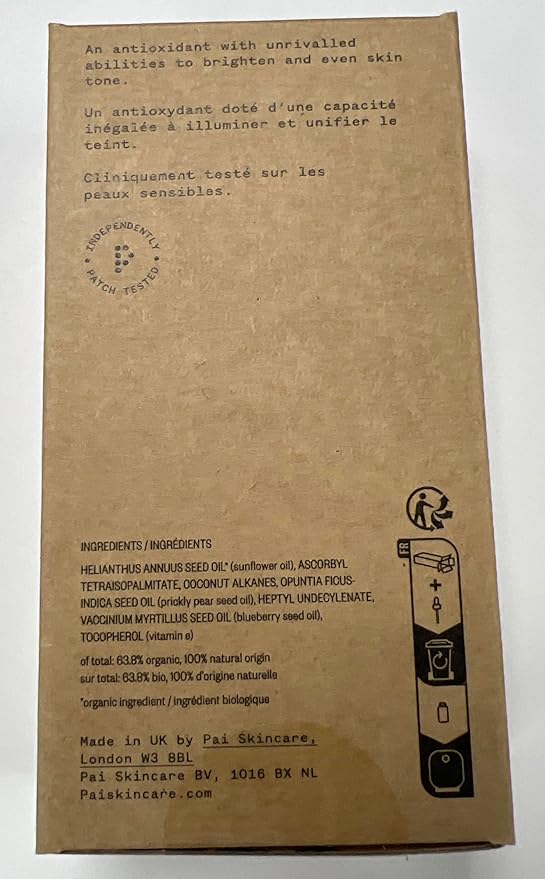 An antioxidant with unrivalled
abilities to brighten and even skin
tone.
Un antioxydant doté d'une capacité
inégalée à illuminer et unifier le
teint.
Cliniquement testé sur les
peaux sensibles.
INDEPENDENTLY
PATCH TESTED
INGREDIENTS / INGRÉDIENTS
HELIANTHUS ANNUUS SEED OIL* (sunflower oil), ASCORBYL
TETRAISOPALMITATE, COCONUT ALKANES, OPUNTIA FICUS-
INDICA SEED OIL (prickly pear seed oil), HEPTYL UNDECYLENATE,
VACCINIUM MYRTILLUS SEED OIL (blueberry seed oil),
TOCOPHEROL (vitamin e)
of total: 63.8% organic, 100% natural origin
sur total: 63.8% bio, 100% d'origine naturelle
*organic ingredient / ingrédient biologique
FR
+
Made in UK by Pai Skincare,
London W3 8BL
Pai Skincare BV, 1016 BX NL
Paiskincare.com